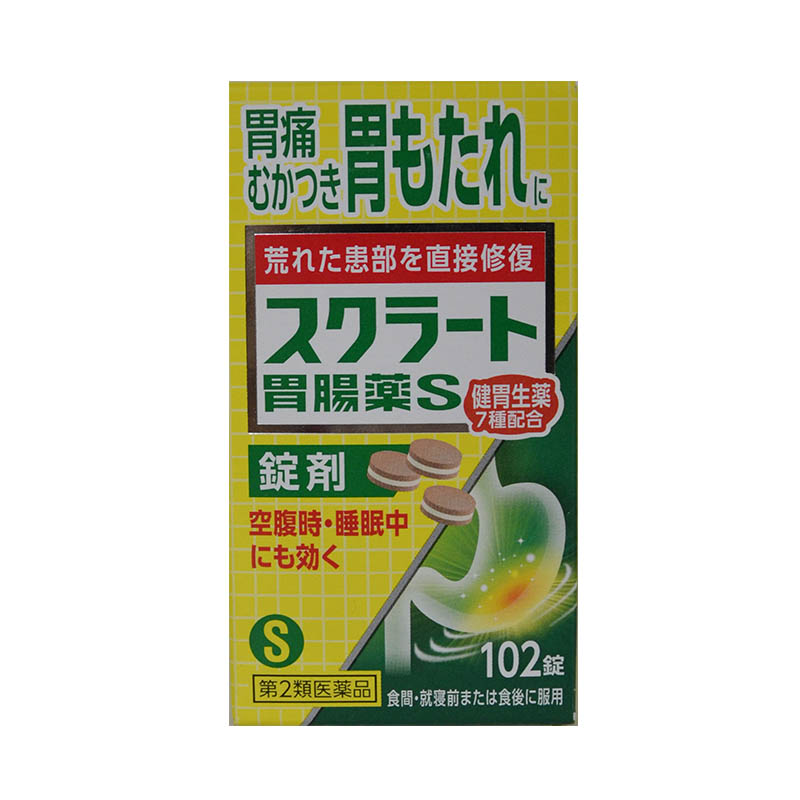 胃痛
むかつき
胃もたれに
荒れた患部を直接修復
スクラート
胃腸薬S
健胃生薬
7種配合
錠剤
空腹時・睡眠中
にも効く
S
第2類医薬品
102錠
食間・就寝前または食後に服用